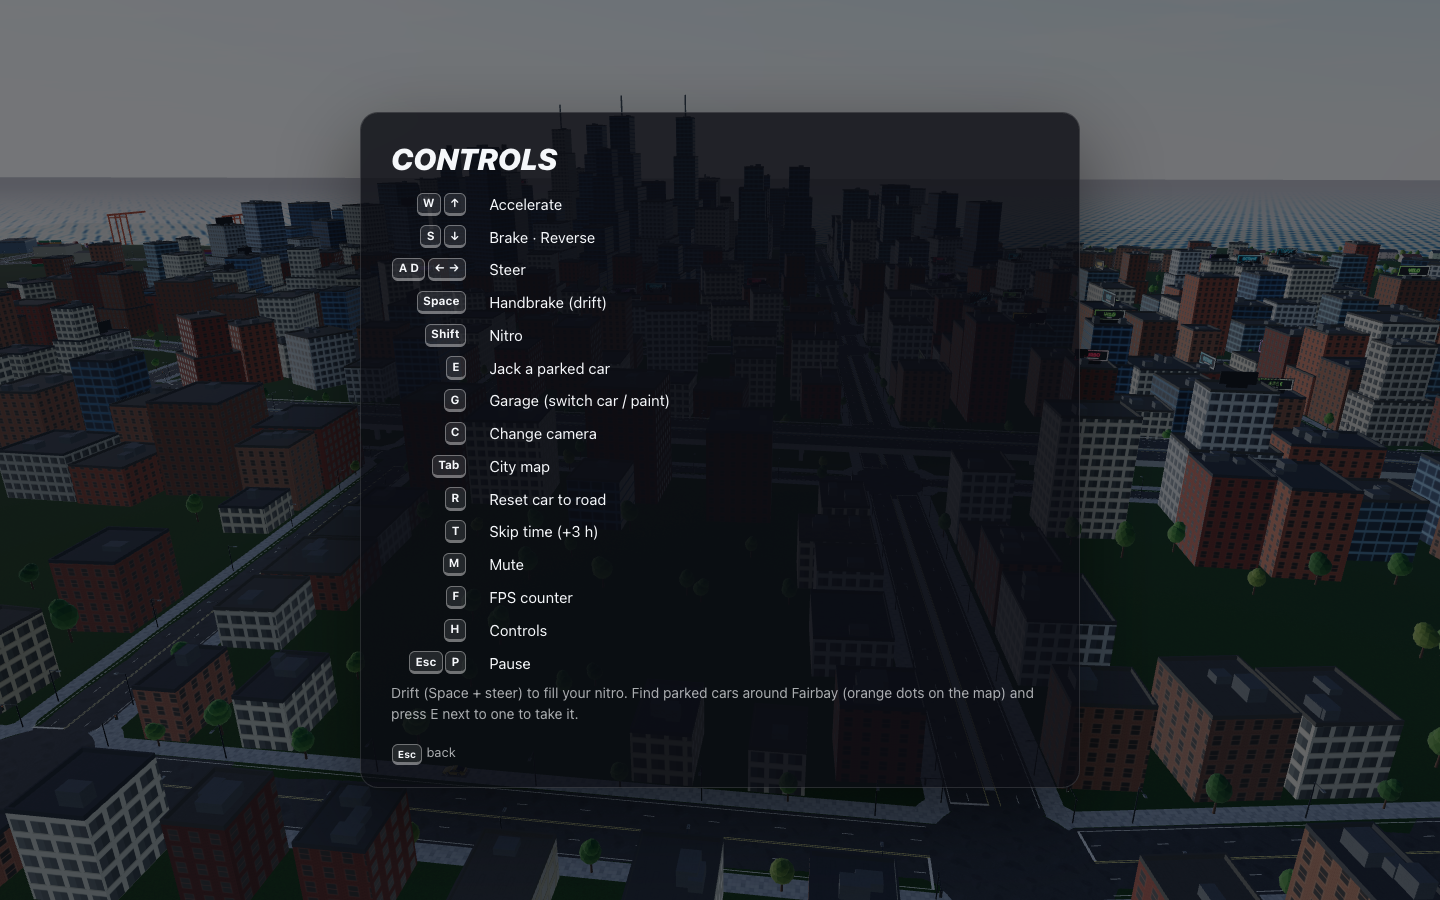 CONTROLS
W ↑ Accelerate
S ↓ Brake · Reverse
A D ← → Steer
Space Handbrake (drift)
Shift Nitro
E Jack a parked car
G Garage (switch car / paint)
C Change camera
Tab City map
R Reset car to road
T Skip time (+3 h)
M Mute
F FPS counter
H Controls
Esc P Pause
Drift (Space + steer) to fill your nitro. Find parked cars around Fairbay (orange dots on the map) and
press E next to one to take it.
Esc back